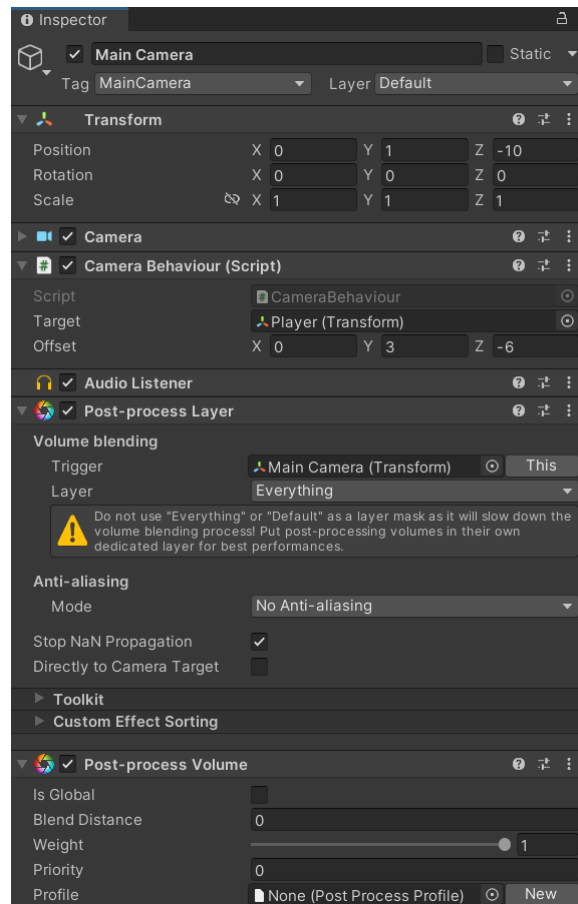 Inspector
Main Camera Static
Tag MainCamera Layer Default
Transform
Position X 0 Y 1 Z -10
Rotation X 0 Y 0 Z 0
Scale X 1 Y 1 Z 1
Camera
# Camera Behaviour (Script)
Script # CameraBehaviour
Target Player (Transform)
Offset X 0 Y 3 Z -6
Audio Listener
Post-process Layer
Volume blending
Trigger Main Camera (Transform) This
Layer Everything
Do not use "Everything" or "Default" as a layer mask as it will slow down the
volume blending process! Put post-processing volumes in their own
dedicated layer for best performances.
Anti-aliasing
Mode No Anti-aliasing
Stop NaN Propagation
Directly to Camera Target
Toolkit
Custom Effect Sorting
Post-process Volume
Is Global
Blend Distance 0
Weight 1
Priority 0
Profile None (Post Process Profile) New